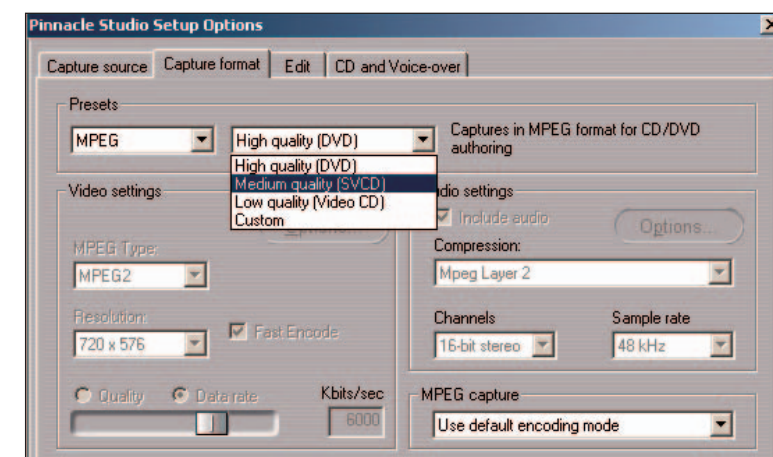 Pinnacle Studio Setup Options
Capture source Capture format Edit CD and Voice-over
Presets
MPEG High quality (DVD) Captures in MPEG format for CD/DVD
authoring
High quality (DVD)
Medium quality (SVCD)
Low quality (Video CD)
Custom
Video settings
MPEG Type:
MPEG2
Resolution:
720 x 576 Fast Encode
Quality Data rate Kbits/sec
6000
settings
Include audio Options...
Compression:
Mpeg Layer 2
Channels Sample rate
16-bit stereo 48 kHz
MPEG capture
Use default encoding mode